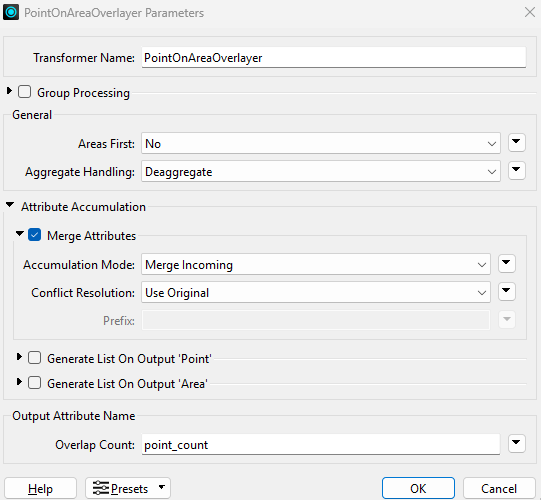 PointOnAreaOverlayer Parameters
Transformer Name: PointOnAreaOverlayer
Group Processing
General
Areas First: No
Aggregate Handling: Deaggregate
Attribute Accumulation
Merge Attributes
Accumulation Mode: Merge Incoming
Conflict Resolution: Use Original
Prefix:
Generate List On Output 'Point'
Generate List On Output 'Area'
Output Attribute Name
Overlap Count: point_count
Help Presets OK Cancel